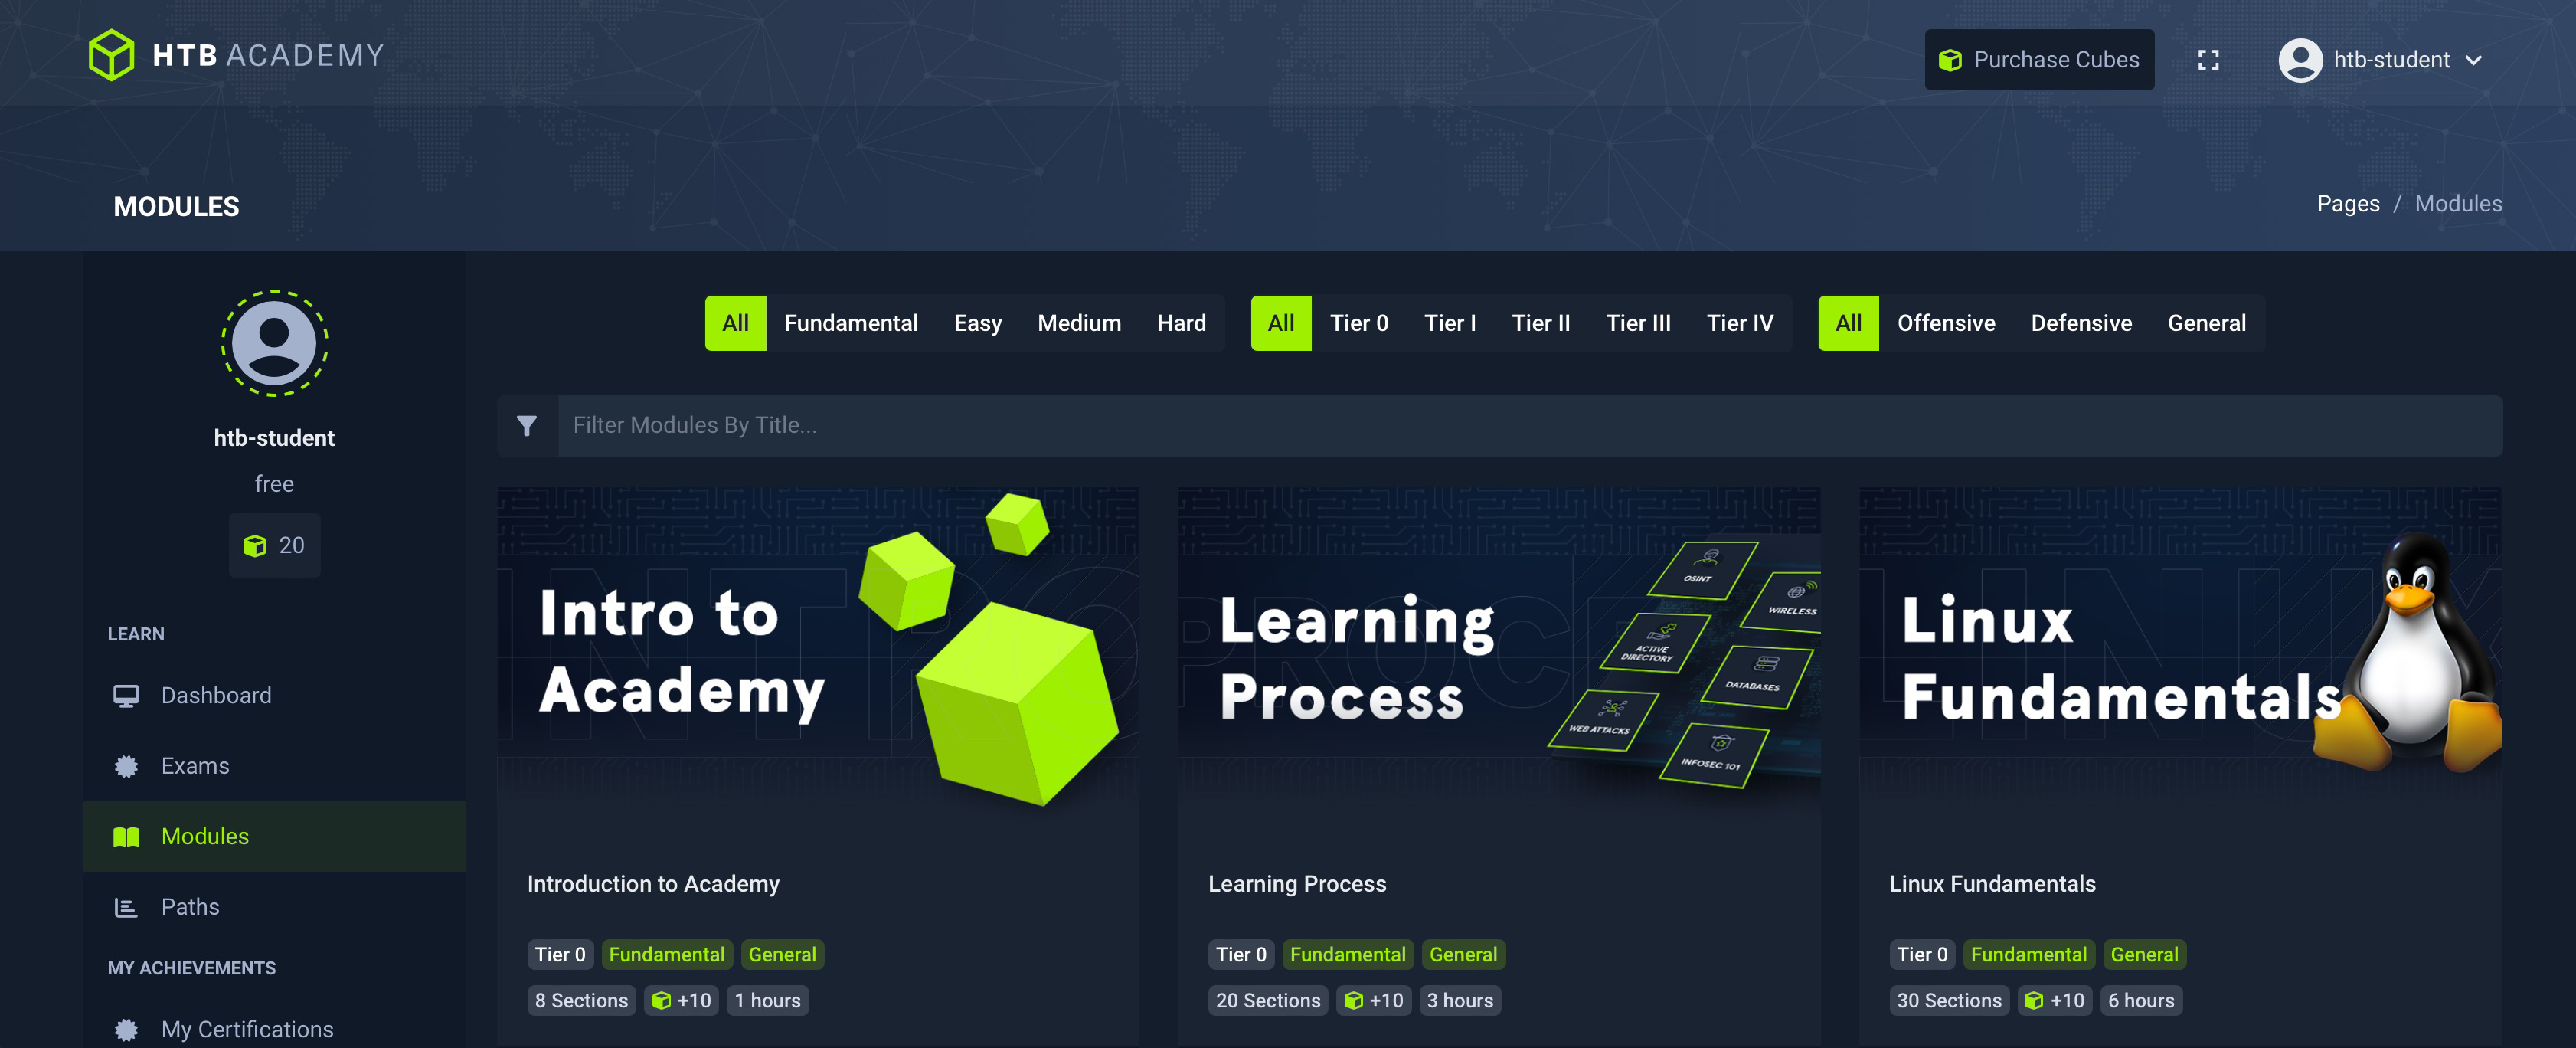 HTB ACADEMY
Purchase Cubes
htb-student
MODULES
Pages / Modules
htb-student
free
20
LEARN
Dashboard
Exams
Modules
Paths
MY ACHIEVEMENTS
My Certifications
All Fundamental Easy Medium Hard
All Tier 0 Tier I Tier II Tier III Tier IV
All Offensive Defensive General
Filter Modules By Title...
Intro to
Academy
Introduction to Academy
Tier 0 Fundamental General
8 Sections +10 1 hours
Learning
Process
OSINT
WIRELESS
ACTIVE
DIRECTORY
DATABASES
WEB ATTACKS
INFOSEC 101
Learning Process
Tier 0 Fundamental General
20 Sections +10 3 hours
Linux
Fundamentals
Linux Fundamentals
Tier 0 Fundamental General
30 Sections +10 6 hours